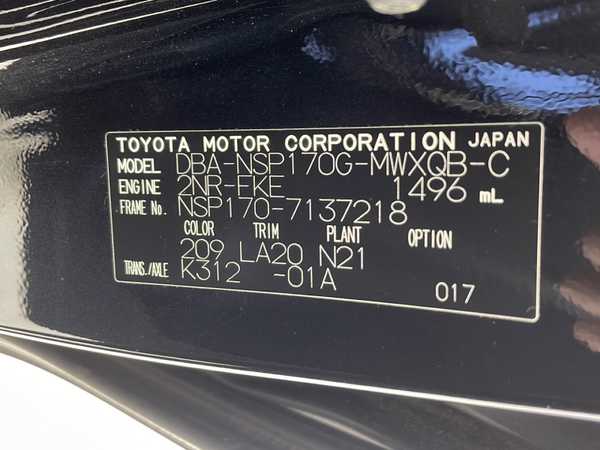 TOYOTA MOTOR CORPORATION JAPAN
MODEL DBA-NSP170G-MWXQB-C
ENGINE 2NR-FKE 1496 mL
FRAME No. NSP170-7137218
COLOR TRIM PLANT OPTION
209 LA20 N21
TRANS./AXLE K312 -01A
017